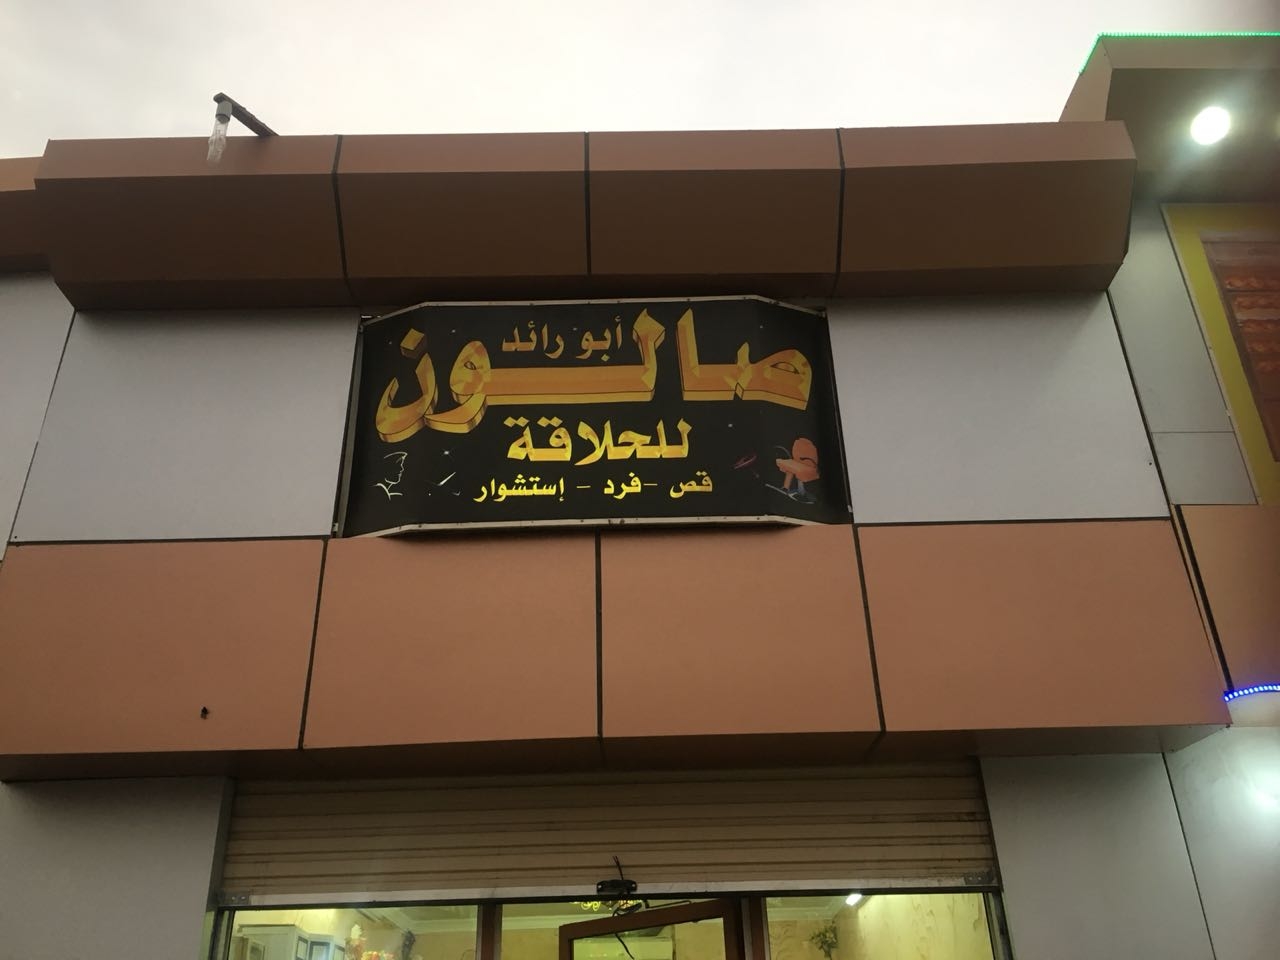 صالون
أبو رائد
للحلاقة
قص - فرد - إستشوار